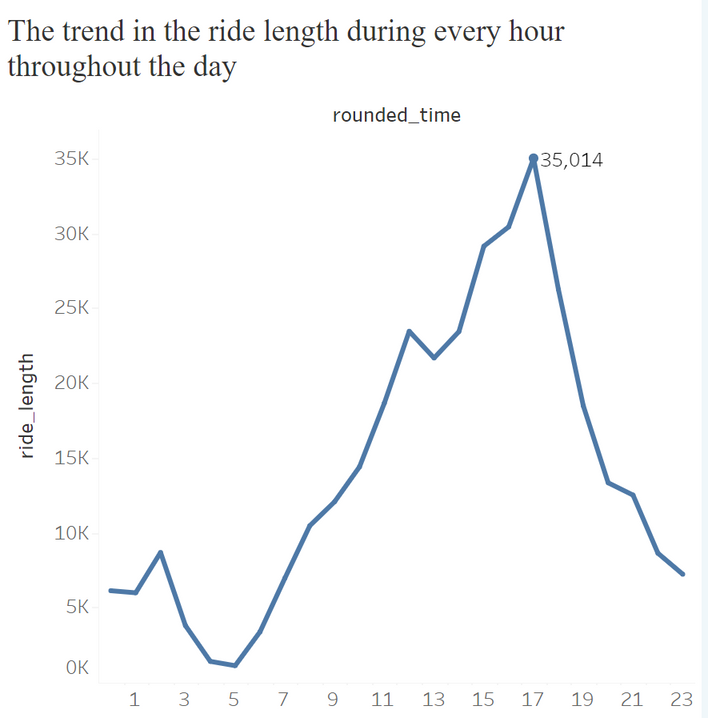 The trend in the ride length during every hour
throughout the day
rounded_time
35K
35,014
30K
25K
20K
15K
10K
5K
0K
ride_length
1 3 5 7 9 11 13 15 17 19 21 23